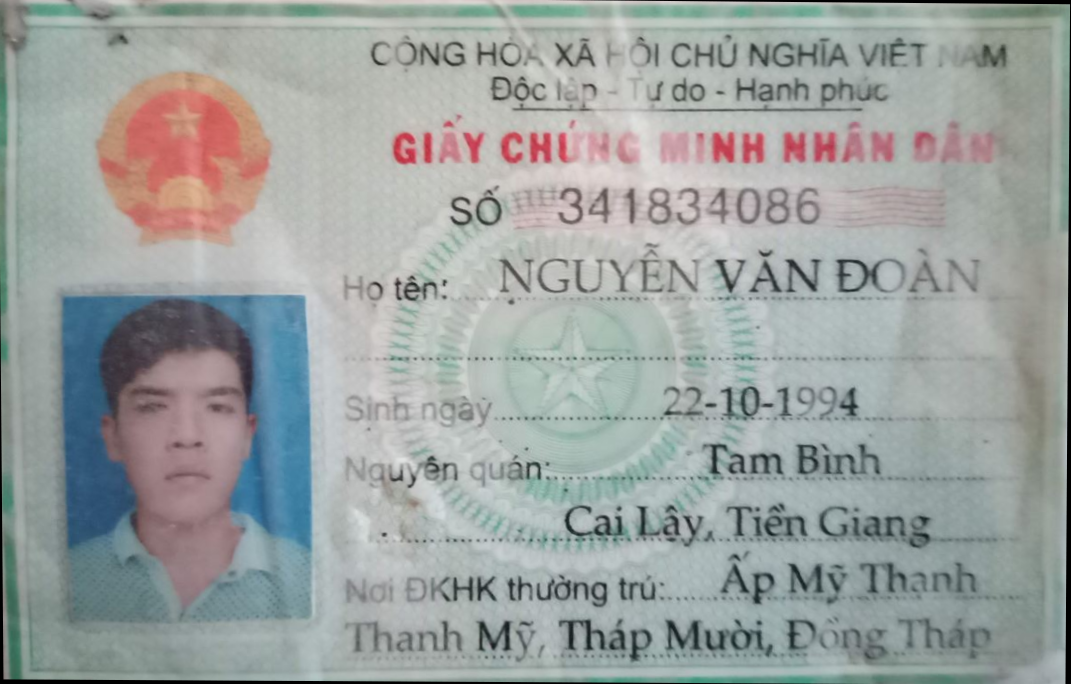 CỘNG HÒA XÃ HỘI CHỦ NGHĨA VIỆT NAM
Độc lập - Tự do - Hạnh phúc
GIẤY CHỨNG MINH NHÂN DÂN
SỐ 341834086
Họ tên: NGUYỄN VĂN ĐOÀN
Sinh ngày 22-10-1994
Nguyên quán: Tam Bình
Cai Lậy, Tiền Giang
Nơi ĐKHK thường trú: Ấp Mỹ Thạnh
Thanh Mỹ, Tháp Mười, Đồng Tháp